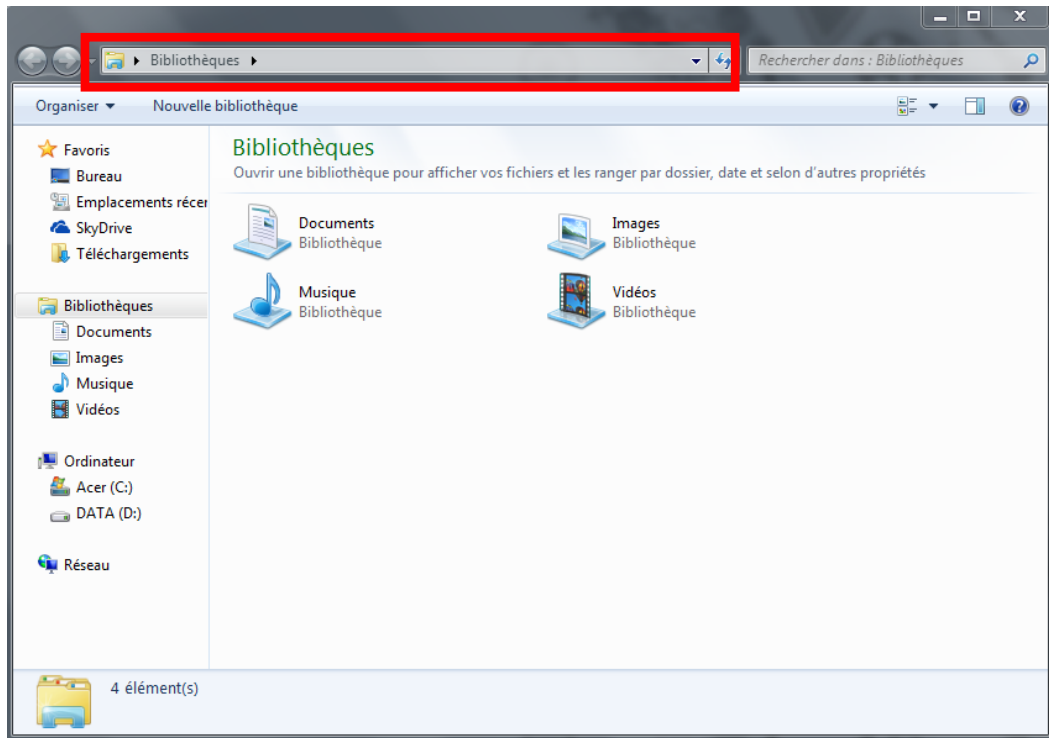 Bibliothèques
Rechercher dans : Bibliothèques
Organiser Nouvelle bibliothèque
Favoris
Bureau
Emplacements récer
SkyDrive
Téléchargements
Bibliothèques
Documents
Images
Musique
Vidéos
Ordinateur
Acer (C:)
DATA (D:)
Réseau
Bibliothèques
Ouvrir une bibliothèque pour afficher vos fichiers et les ranger par dossier, date et selon d'autres propriétés
Documents
Bibliothèque
Images
Bibliothèque
Musique
Bibliothèque
Vidéos
Bibliothèque
4 élément(s)